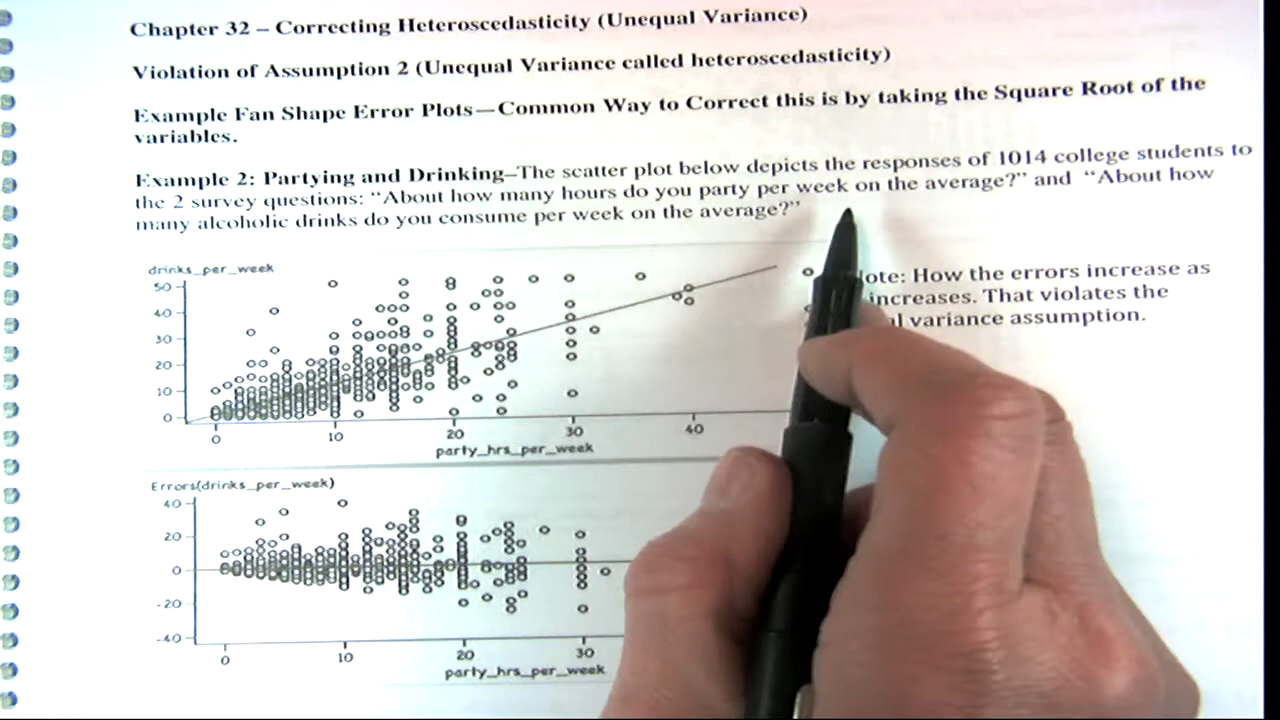 Chapter 32 – Correcting Heteroscedasticity (Unequal Variance)
Violation of Assumption 2 (Unequal Variance called heteroscedasticity)
Example Fan Shape Error Plots—Common Way to Correct this is by taking the Square Root of the
variables.
Example 2: Partying and Drinking–The scatter plot below depicts the responses of 1014 college students to
the 2 survey questions: “About how many hours do you party per week on the average?” and “About how
many alcoholic drinks do you consume per week on the average?”
drinks_per_week
50
40
30
20
10
0
0 10 20 30 40
party_hrs_per_week
How the errors increase as
increases. That violates the
variance assumption.
Errors(drinks_per_week)
40
20
0
-20
-40
0 10 20 30
party_hrs_per_week